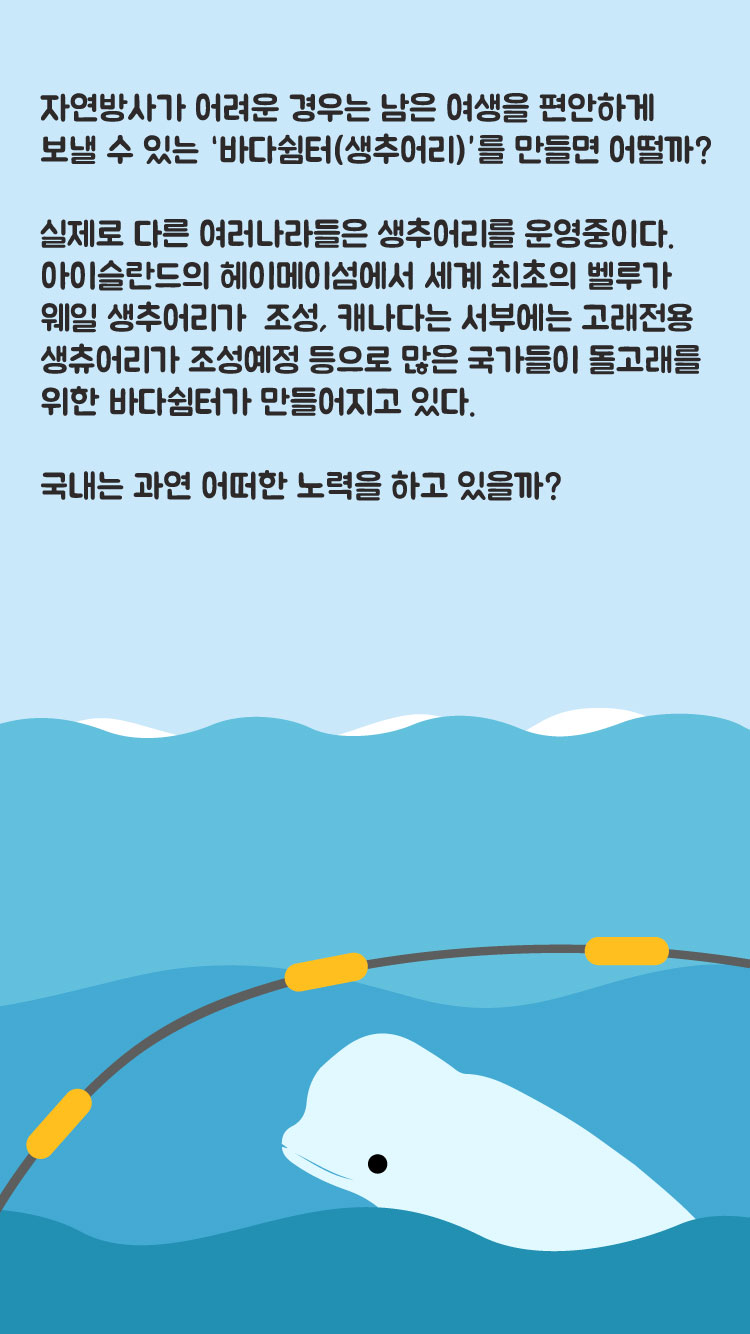 자연방사가 어려운 경우는 남은 여생을 편안하게
보낼 수 있는 '바다쉼터(생추어리)'를 만들면 어떨까?
실제로 다른 여러나라들은 생추어리를 운영중이다.
아이슬란드의 헤이메이섬에서 세계 최초의 벨루가
웨일 생추어리가 조성, 캐나다는 서부에는 고래전용
생츄어리가 조성예정 등으로 많은 국가들이 돌고래를
위한 바다쉼터가 만들어지고 있다.
국내는 과연 어떠한 노력을 하고 있을까?